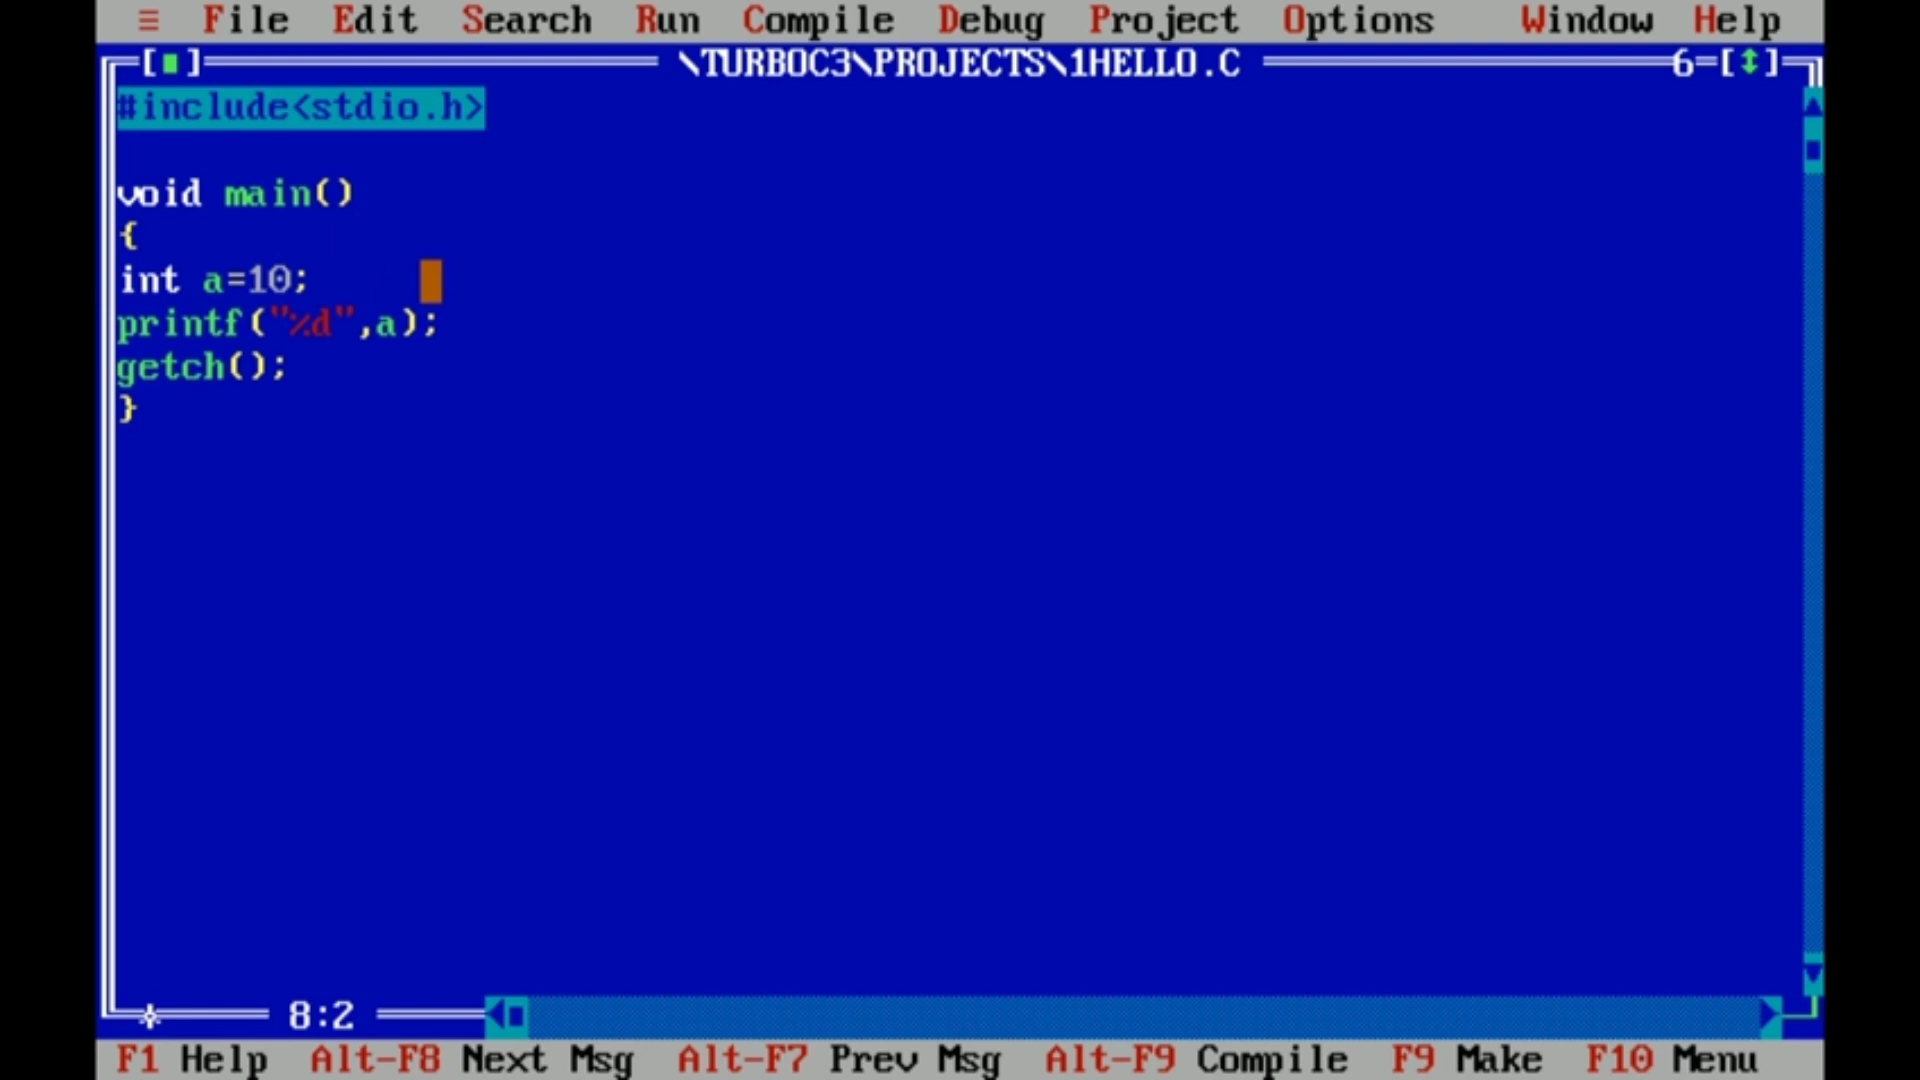 ≡ File Edit Search Run Compile Debug Project Options Window Help
[■] \TURBOC3\PROJECTS\1HELLO.C 6=[↕]
#include<stdio.h>
void main()
{
int a=10;
printf("%d",a);
getch();
}
8:2
F1 Help Alt-F8 Next Msg Alt-F7 Prev Msg Alt-F9 Compile F9 Make F10 Menu